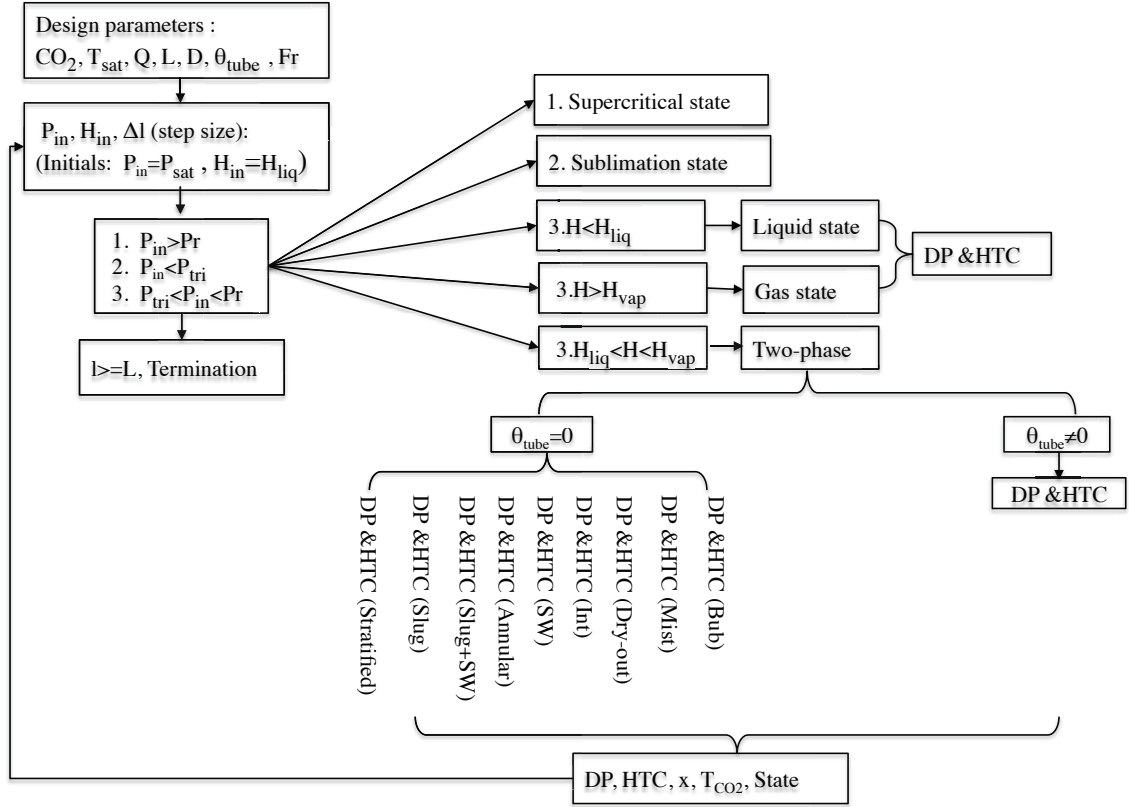 Design parameters :
CO2, Tsat, Q, L, D, θtube , Fr
Pin, Hin, Δl (step size):
(Initials: Pin=Psat , Hin=Hliq)
1. Pin>Pr
2. Pin<Ptri
3. Ptri<Pin<Pr
l>=L, Termination
1. Supercritical state
2. Sublimation state
3.H<Hliq
Liquid state
3.H>Hvap
Gas state
DP &HTC
3.Hliq<H<Hvap
Two-phase
θtube=0
θtube≠0
DP &HTC
DP &HTC (Stratified)
DP &HTC (Slug)
DP &HTC (Slug+SW)
DP &HTC (Annular)
DP &HTC (SW)
DP &HTC (Int)
DP &HTC (Dry-out)
DP &HTC (Mist)
DP &HTC (Bub)
DP, HTC, x, TCO2, State